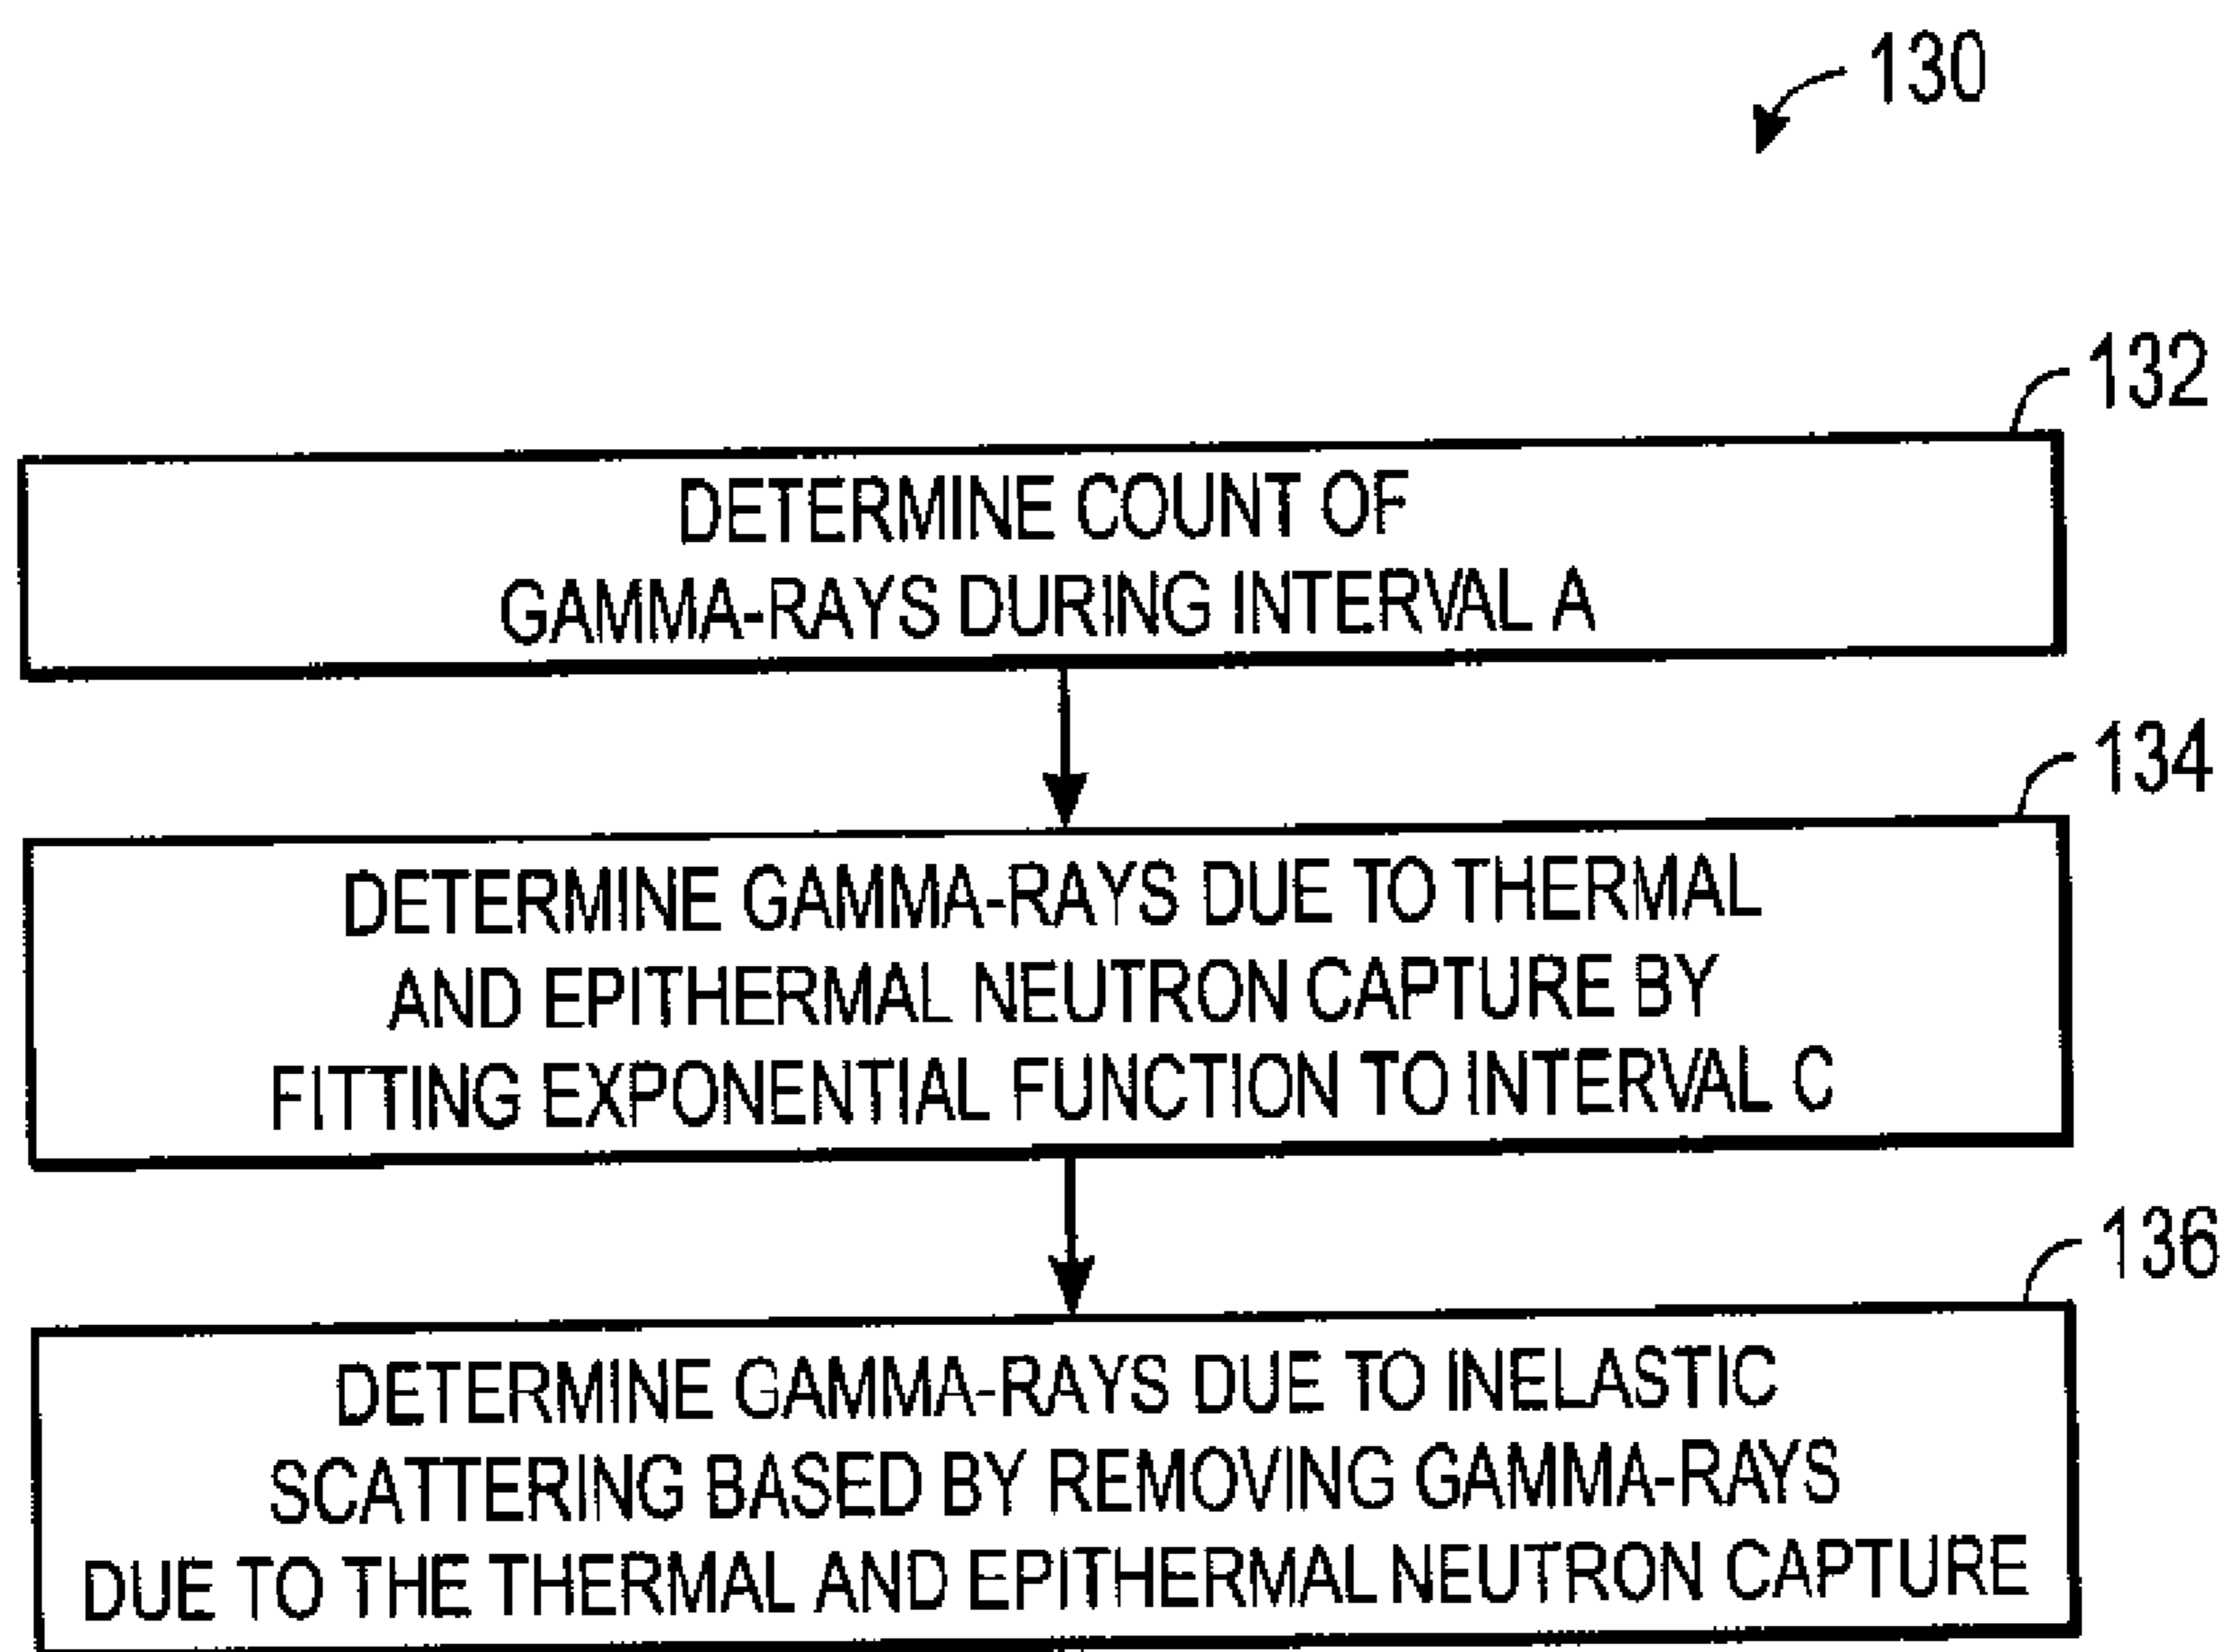 130
132
DETERMINE COUNT OF
GAMMA-RAYS DURING INTERVAL A
134
DETERMINE GAMMA-RAYS DUE TO THERMAL
AND EPITHERMAL NEUTRON CAPTURE BY
FITTING EXPONENTIAL FUNCTION TO INTERVAL C
136
DETERMINE GAMMA-RAYS DUE TO INELASTIC
SCATTERING BASED BY REMOVING GAMMA-RAYS
DUE TO THE THERMAL AND EPITHERMAL NEUTRON CAPTURE